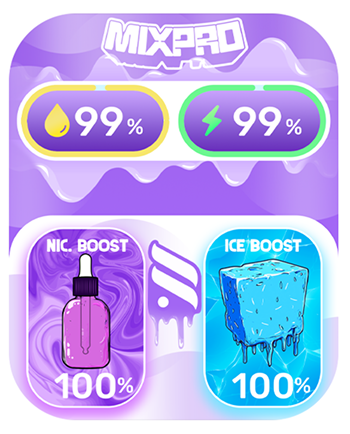 MIXPRO
99% 99%
NIC. BOOST ICE BOOST
100% 100%